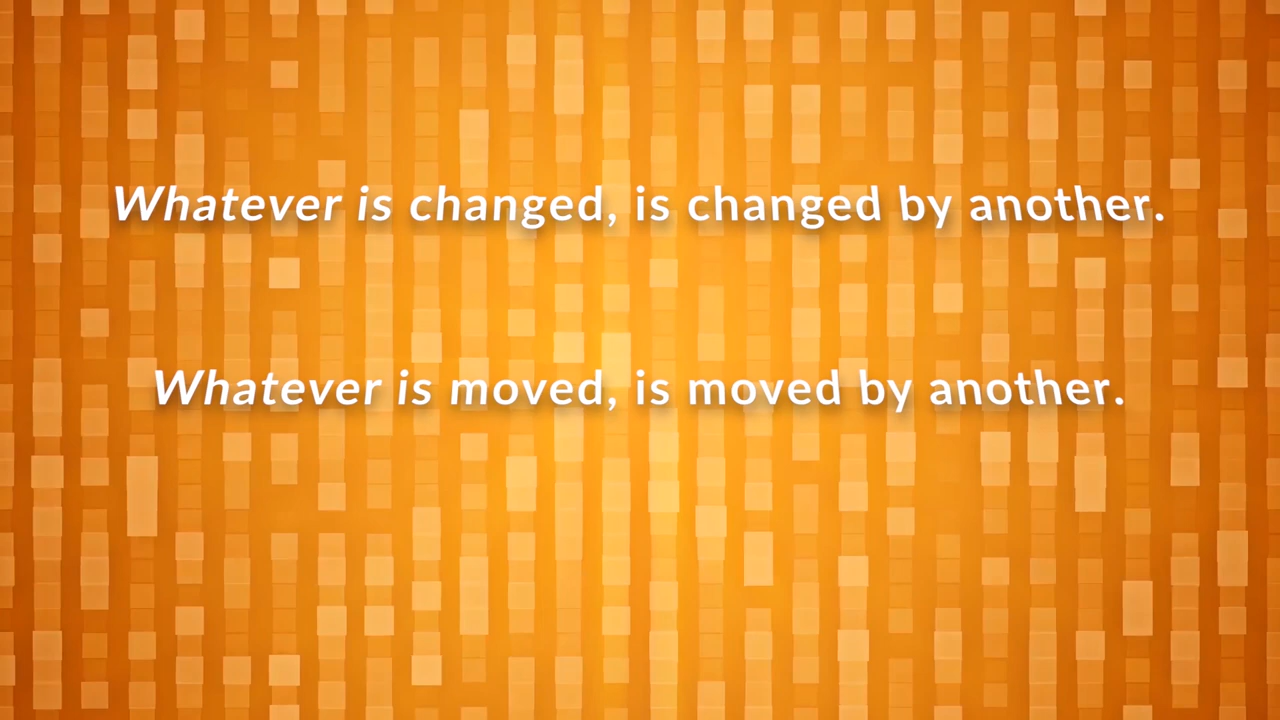 Whatever is changed, is changed by another.
Whatever is moved, is moved by another.